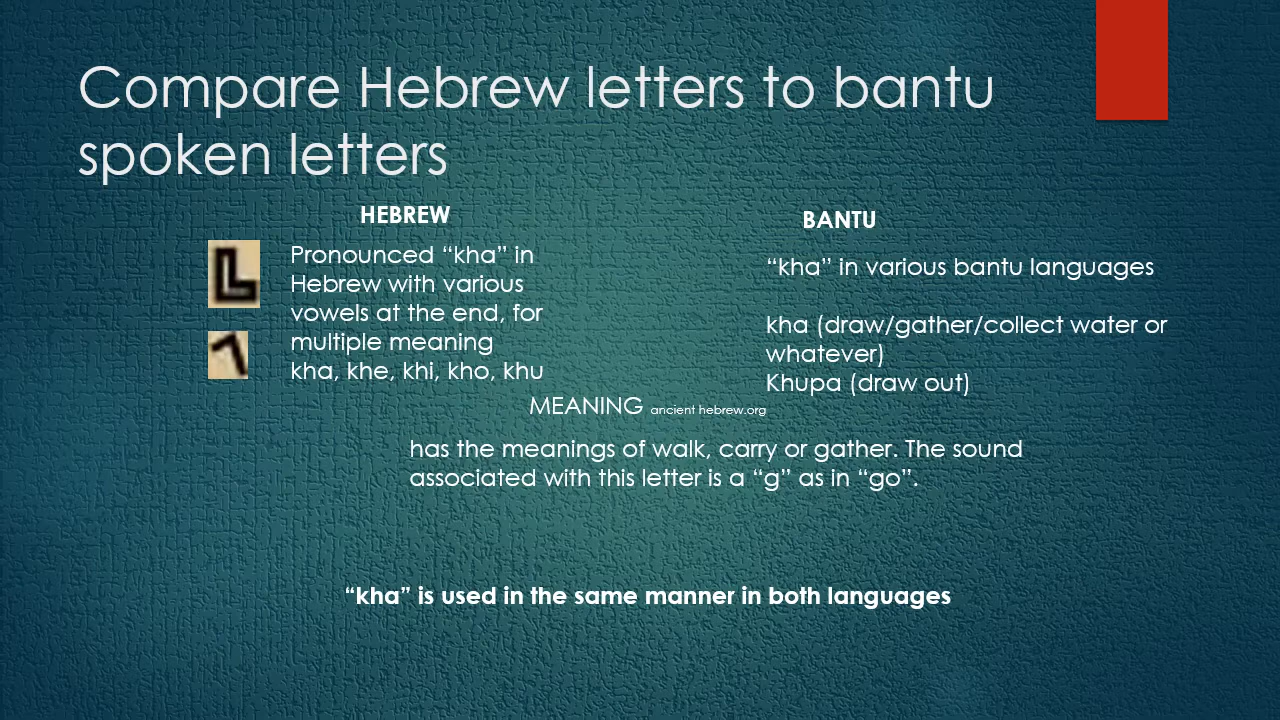 Compare Hebrew letters to bantu
spoken letters
HEBREW
Pronounced “kha” in
Hebrew with various
vowels at the end, for
multiple meaning
kha, khe, khi, kho, khu
BANTU
“kha” in various bantu languages
kha (draw/gather/collect water or
whatever)
Khupa (draw out)
MEANING ancient hebrew.org
has the meanings of walk, carry or gather. The sound
associated with this letter is a “g” as in “go”.
“kha” is used in the same manner in both languages